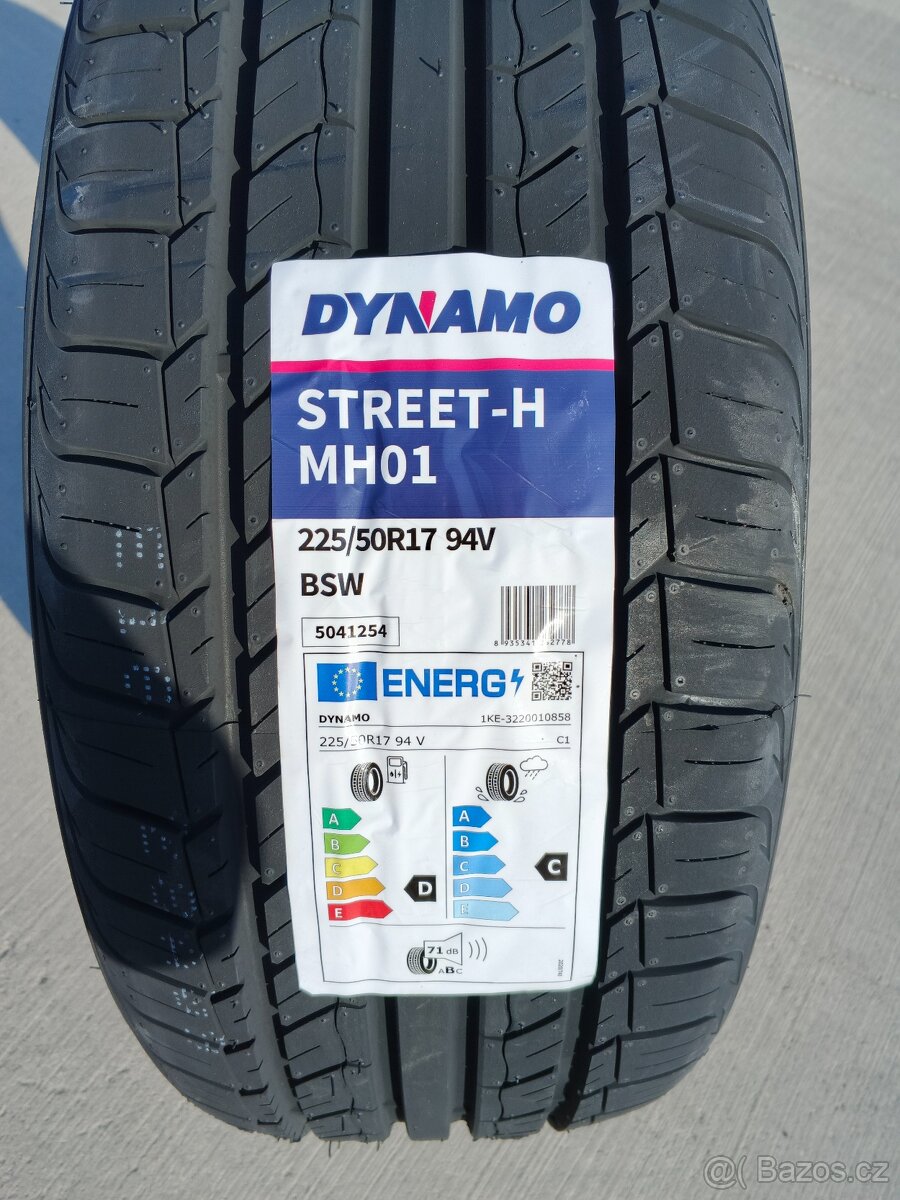 DYNAMO
STREET-H
MH01
225/50R17 94V
BSW
5041254
ENERG
DYNAMO 1KE-3220010858
225/50R17 94 V C1
A A
B B
C C C
D D D
E E
71 dB
ABC
@ Bazos.cz